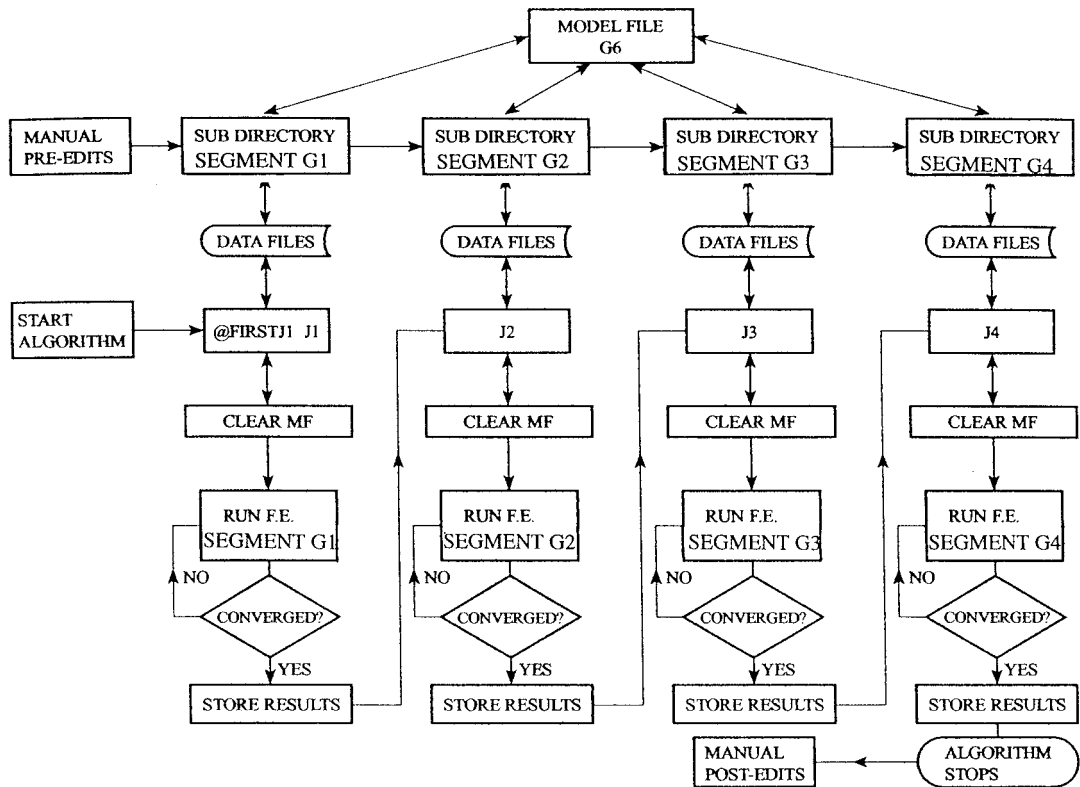 MODEL FILE
G6
MANUAL
PRE-EDITS
SUB DIRECTORY
SEGMENT G1
SUB DIRECTORY
SEGMENT G2
SUB DIRECTORY
SEGMENT G3
SUB DIRECTORY
SEGMENT G4
DATA FILES
DATA FILES
DATA FILES
DATA FILES
START
ALGORITHM
@FIRSTJ1 J1
J2
J3
J4
CLEAR MF
CLEAR MF
CLEAR MF
CLEAR MF
RUN F.E.
SEGMENT G1
RUN F.E.
SEGMENT G2
RUN F.E.
SEGMENT G3
RUN F.E.
SEGMENT G4
NO
NO
NO
NO
CONVERGED?
CONVERGED?
CONVERGED?
CONVERGED?
YES
YES
YES
YES
STORE RESULTS
STORE RESULTS
STORE RESULTS
STORE RESULTS
MANUAL
POST-EDITS
ALGORITHM
STOPS